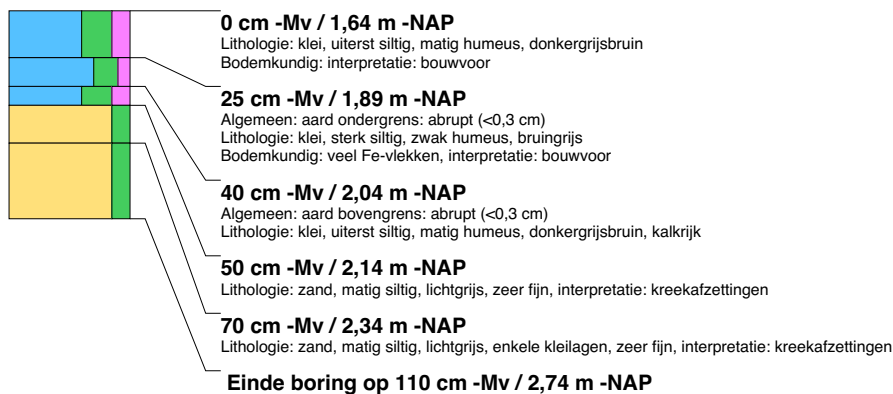 0 cm -Mv / 1,64 m -NAP
Lithologie: klei, uiterst siltig, matig humeus, donkergrijsbruin
Bodemkundig: interpretatie: bouwvoor
25 cm -Mv / 1,89 m -NAP
Algemeen: aard ondergrens: abrupt (<0,3 cm)
Lithologie: klei, sterk siltig, zwak humeus, bruingrijs
Bodemkundig: veel Fe-vlekken, interpretatie: bouwvoor
40 cm -Mv / 2,04 m -NAP
Algemeen: aard bovengrens: abrupt (<0,3 cm)
Lithologie: klei, uiterst siltig, matig humeus, donkergrijsbruin, kalkrijk
50 cm -Mv / 2,14 m -NAP
Lithologie: zand, matig siltig, lichtgrijs, zeer fijn, interpretatie: kreekafzettingen
70 cm -Mv / 2,34 m -NAP
Lithologie: zand, matig siltig, lichtgrijs, enkele kleilagen, zeer fijn, interpretatie: kreekafzettingen
Einde boring op 110 cm -Mv / 2,74 m -NAP